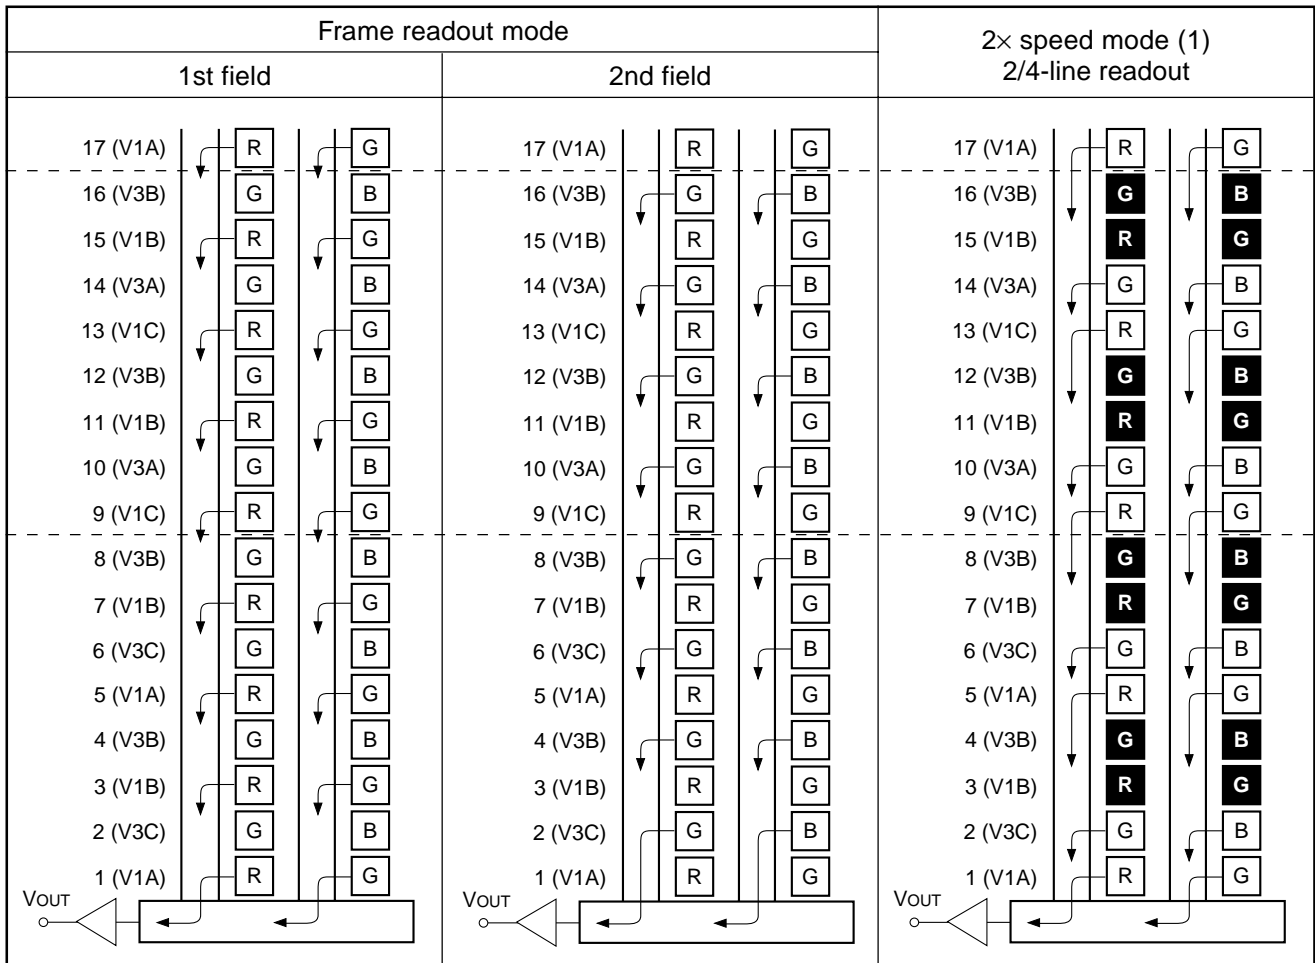 Frame readout mode
2× speed mode (1)
2/4-line readout
1st field
2nd field
17 (V1A) R G 17 (V1A) R G 17 (V1A) R G
16 (V3B) G B 16 (V3B) G B 16 (V3B) G B
15 (V1B) R G 15 (V1B) R G 15 (V1B) R G
14 (V3A) G B 14 (V3A) G B 14 (V3A) G B
13 (V1C) R G 13 (V1C) R G 13 (V1C) R G
12 (V3B) G B 12 (V3B) G B 12 (V3B) G B
11 (V1B) R G 11 (V1B) R G 11 (V1B) R G
10 (V3A) G B 10 (V3A) G B 10 (V3A) G B
9 (V1C) R G 9 (V1C) R G 9 (V1C) R G
8 (V3B) G B 8 (V3B) G B 8 (V3B) G B
7 (V1B) R G 7 (V1B) R G 7 (V1B) R G
6 (V3C) G B 6 (V3C) G B 6 (V3C) G B
5 (V1A) R G 5 (V1A) R G 5 (V1A) R G
4 (V3B) G B 4 (V3B) G B 4 (V3B) G B
3 (V1B) R G 3 (V1B) R G 3 (V1B) R G
2 (V3C) G B 2 (V3C) G B 2 (V3C) G B
1 (V1A) R G 1 (V1A) R G 1 (V1A) R G
VOUT VOUT VOUT